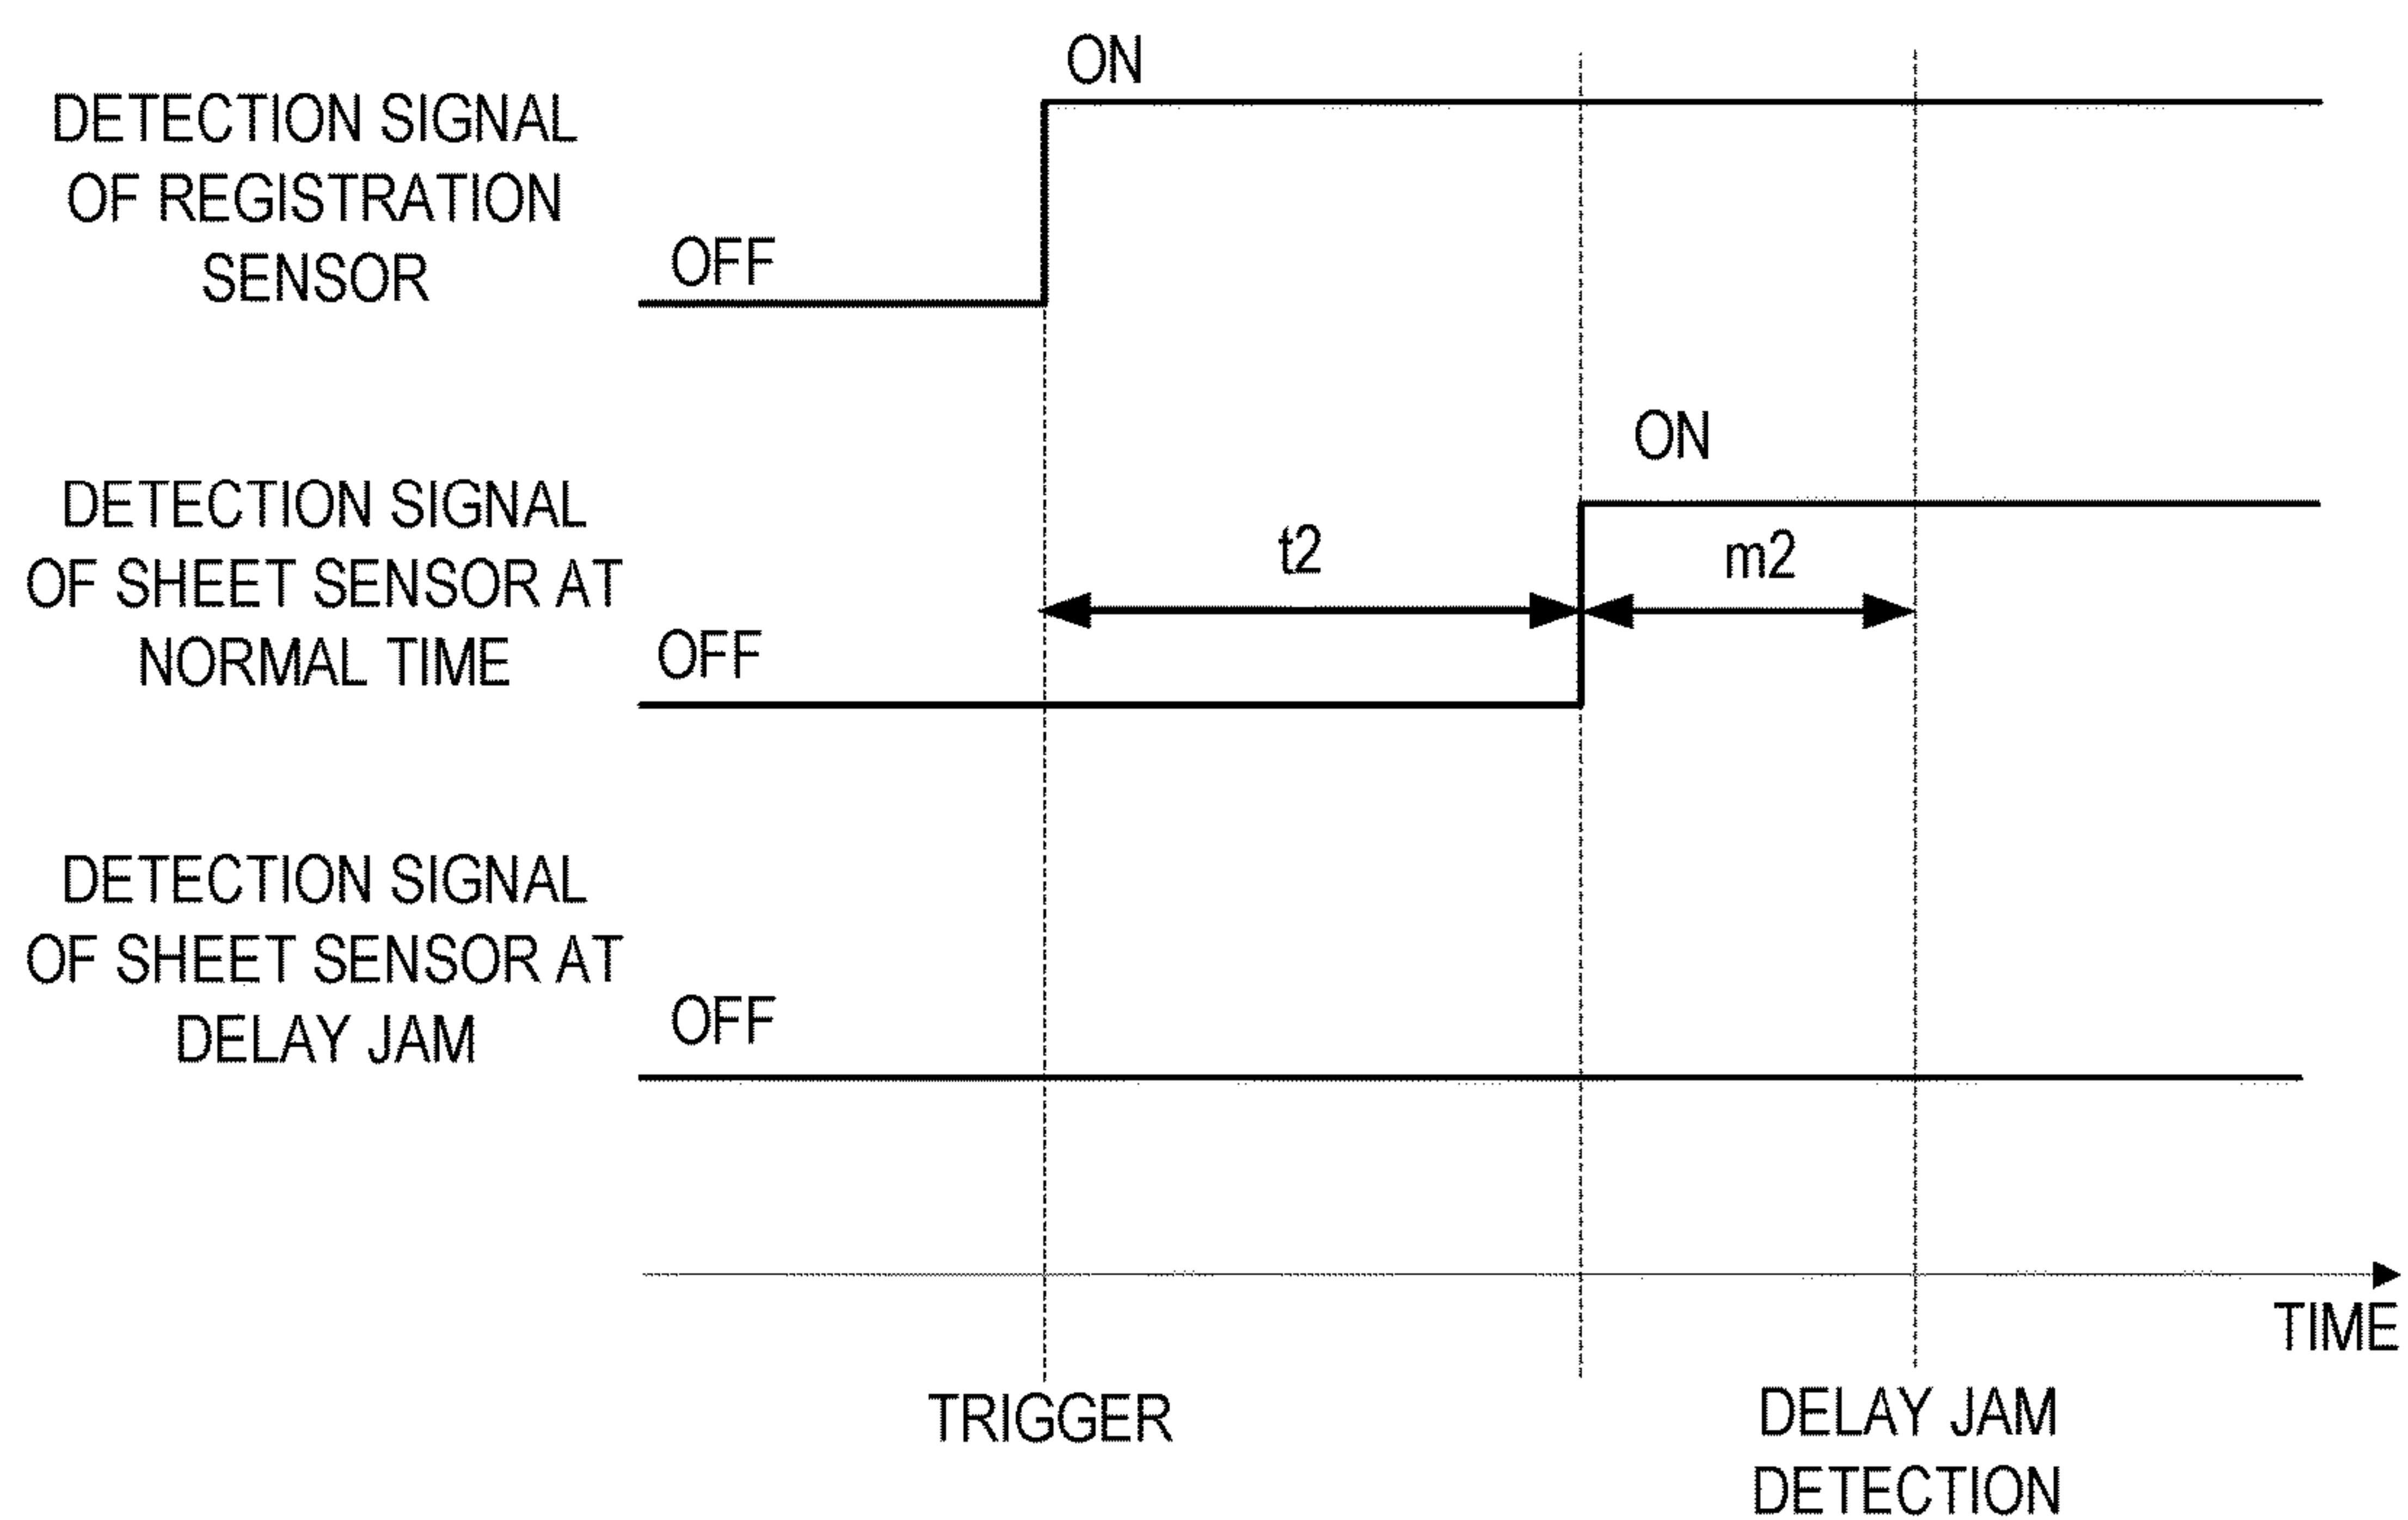 ON
DETECTION SIGNAL
OF REGISTRATION
SENSOR
OFF
ON
DETECTION SIGNAL
OF SHEET SENSOR AT
NORMAL TIME
t2
m2
OFF
DETECTION SIGNAL
OF SHEET SENSOR AT
DELAY JAM
OFF
TIME
TRIGGER
DELAY JAM
DETECTION